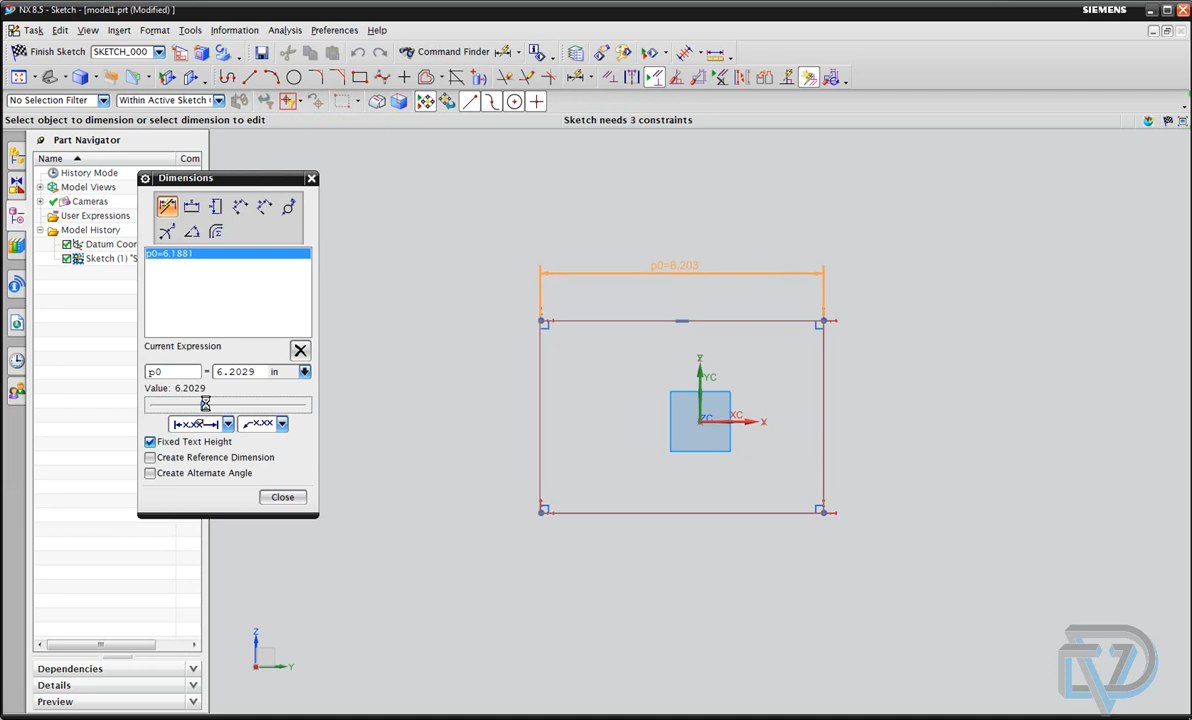 NX 8.5 - Sketch - [model1.prt (Modified) ]
SIEMENS
Task Edit View Insert Format Tools Information Analysis Preferences Help
Finish Sketch SKETCH_000 Command Finder
No Selection Filter Within Active Sketch
Select object to dimension or select dimension to edit
Sketch needs 3 constraints
Part Navigator
Name Com
History Mode
Model Views
Cameras
User Expressions
Model History
Datum Coor
Sketch (1) "S
Dimensions
p0=6.1881
Current Expression
p0 = 6.2029 in
Value: 6.2029
X.XX X.XX
Fixed Text Height
Create Reference Dimension
Create Alternate Angle
Close
p0=6.203
Z
YC
ZC XC X
Z
Y
Dependencies
Details
Preview